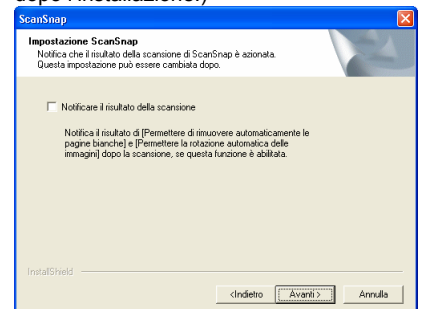 dopo l'installazione.)
ScanSnap
Impostazione ScanSnap
Notifica che il risultato della scansione di ScanSnap è azionata.
Questa impostazione può essere cambiata dopo.
Notificare il risultato della scansione
Notifica il risultato di [Permettere di rimuovere automaticamente le
pagine bianche] e [Permettere la rotazione automatica delle
immagini] dopo la scansione, se questa funzione è abilitata.
InstallShield
<Indietro Avanti > Annulla